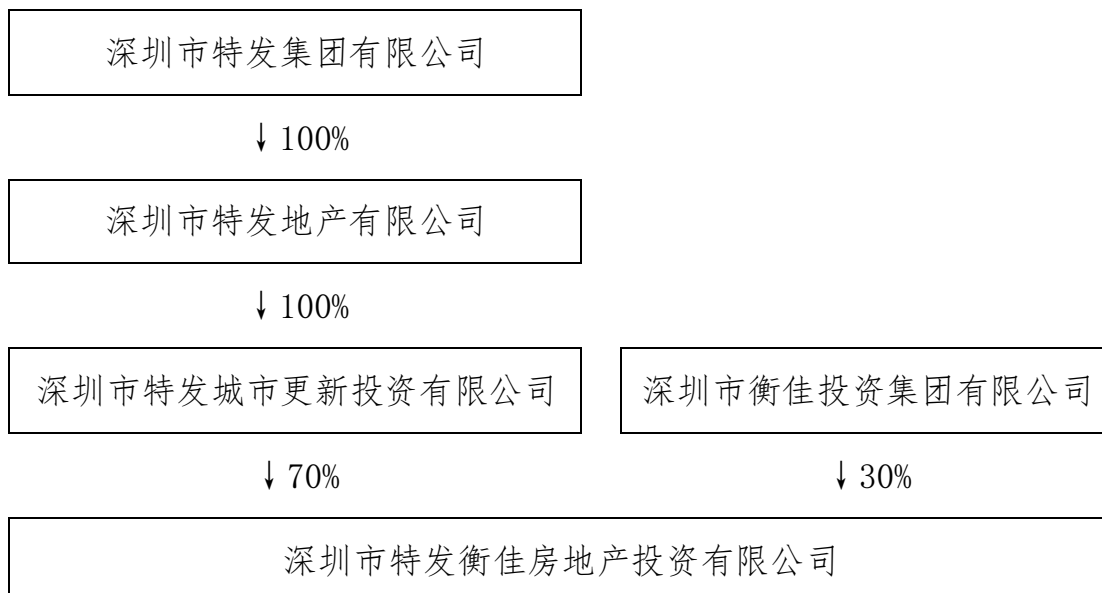 深圳市特发集团有限公司
↓100%
深圳市特发地产有限公司
↓100%
深圳市特发城市更新投资有限公司
深圳市衡佳投资集团有限公司
↓70%
↓30%
深圳市特发衡佳房地产投资有限公司